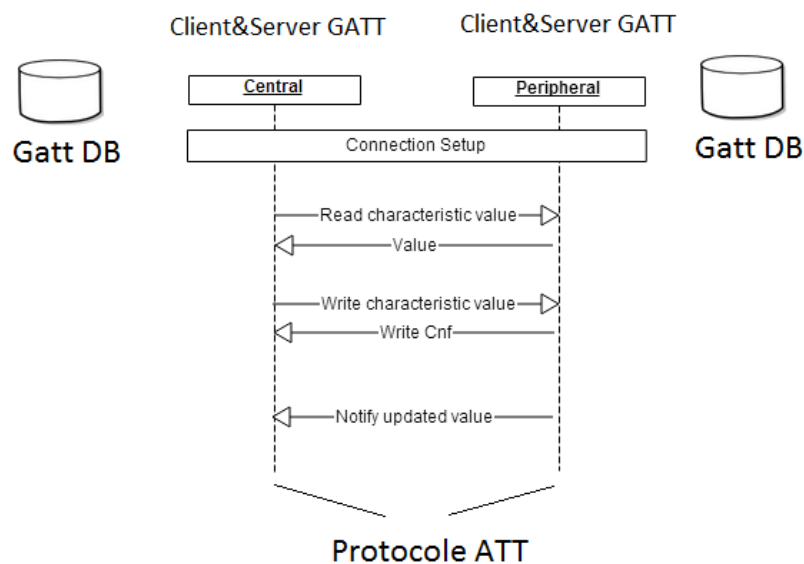 Client&Server GATT
Client&Server GATT
Central
Peripheral
Gatt DB
Gatt DB
Connection Setup
Read characteristic value
Value
Write characteristic value
Write Cnf
Notify updated value
Protocole ATT